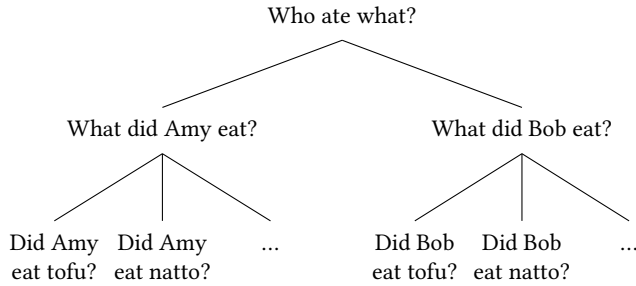 Who ate what?
What did Amy eat?
What did Bob eat?
Did Amy
eat tofu?
Did Amy
eat natto?
...
Did Bob
eat tofu?
Did Bob
eat natto?
...